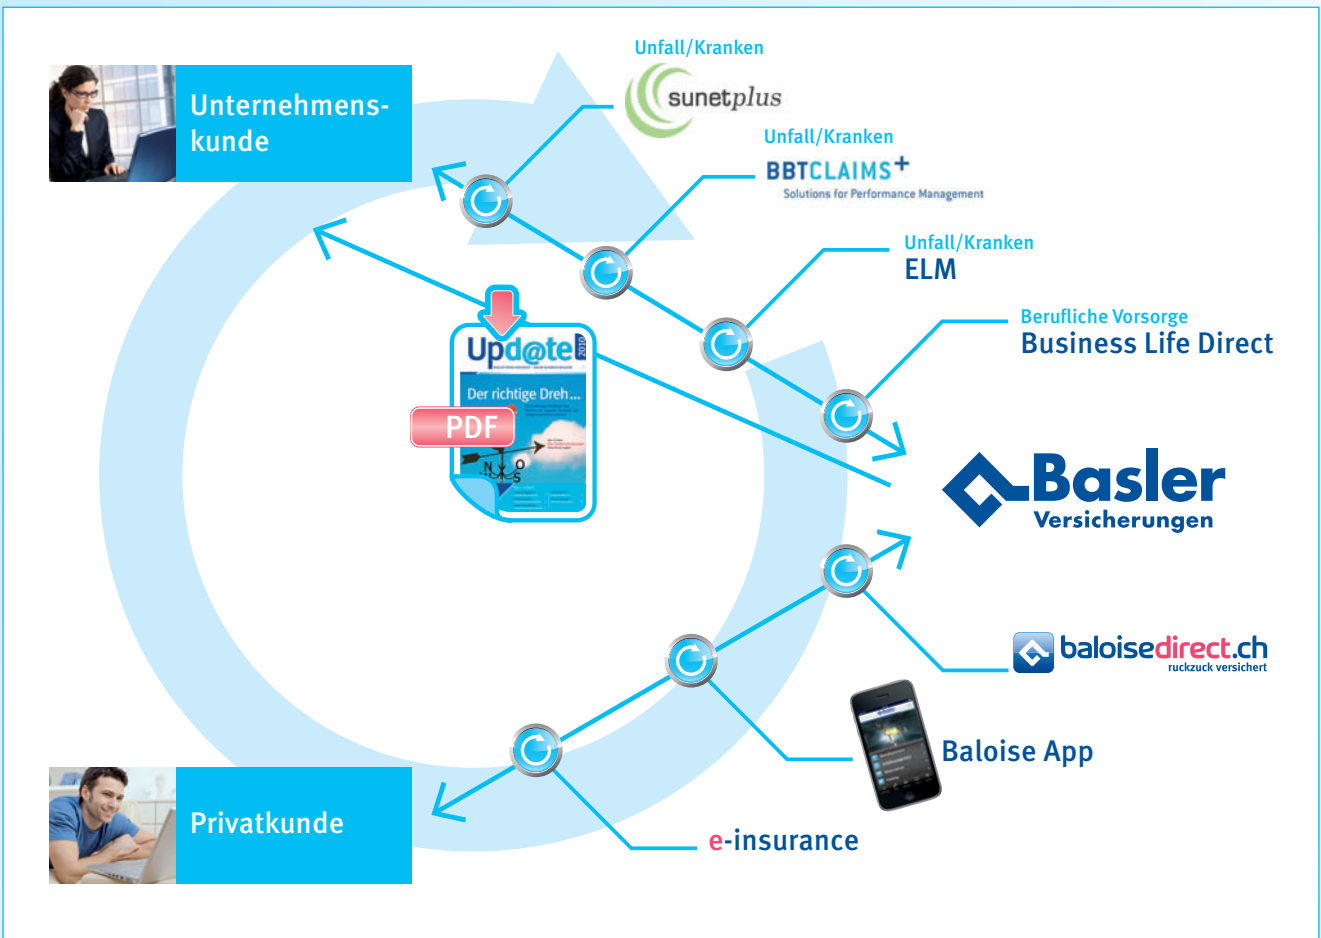 Unfall/Kranken
sunetplus
Unternehmens-
kunde
Unfall/Kranken
BBTCLAIMS+
Solutions for Performance Management
Unfall/Kranken
ELM
Berufliche Vorsorge
Business Life Direct
Upd@te 2010
Der richtige Dreh...
PDF
N O
S
Basler
Versicherungen
baloisedirect.ch
ruckzuck versichert
Basler
Baloise App
Privatkunde
e-insurance